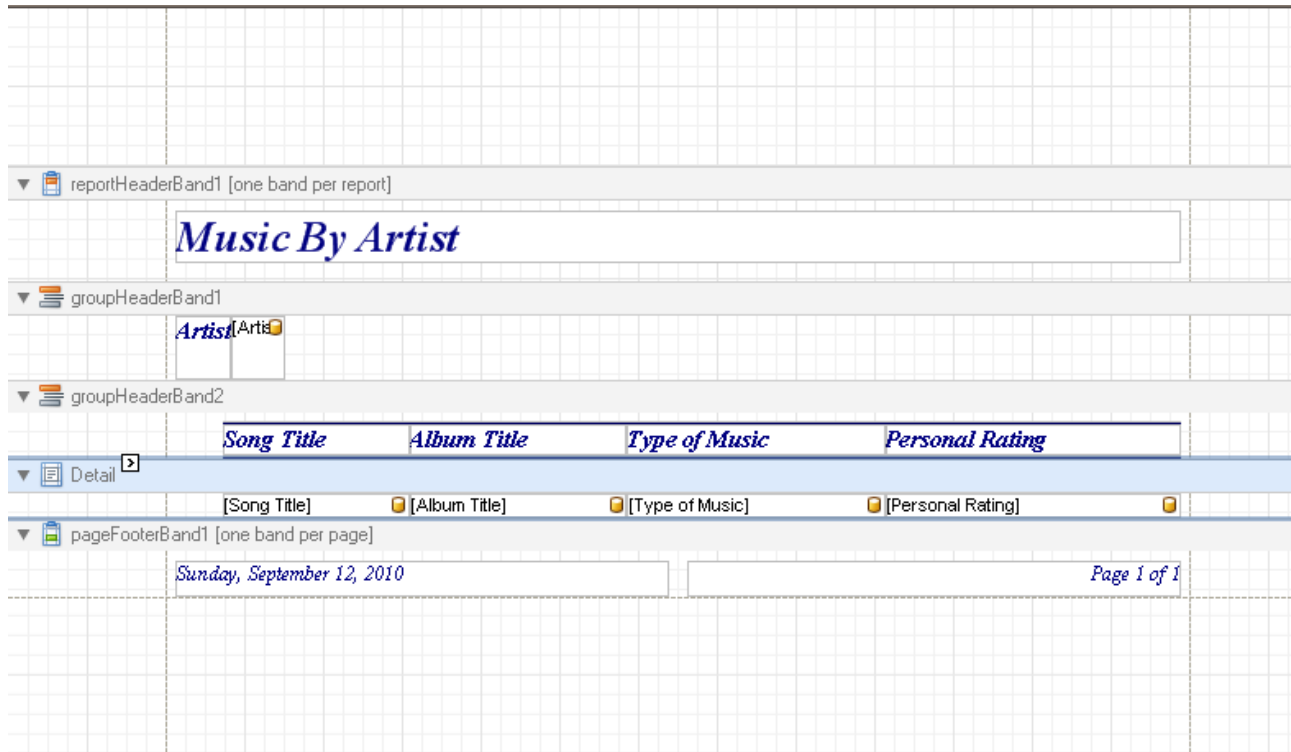 reportHeaderBand1 [one band per report]
Music By Artist
groupHeaderBand1
Artist [Artis
groupHeaderBand2
Song Title Album Title Type of Music Personal Rating
Detail
[Song Title] [Album Title] [Type of Music] [Personal Rating]
pageFooterBand1 [one band per page]
Sunday, September 12, 2010 Page 1 of 1